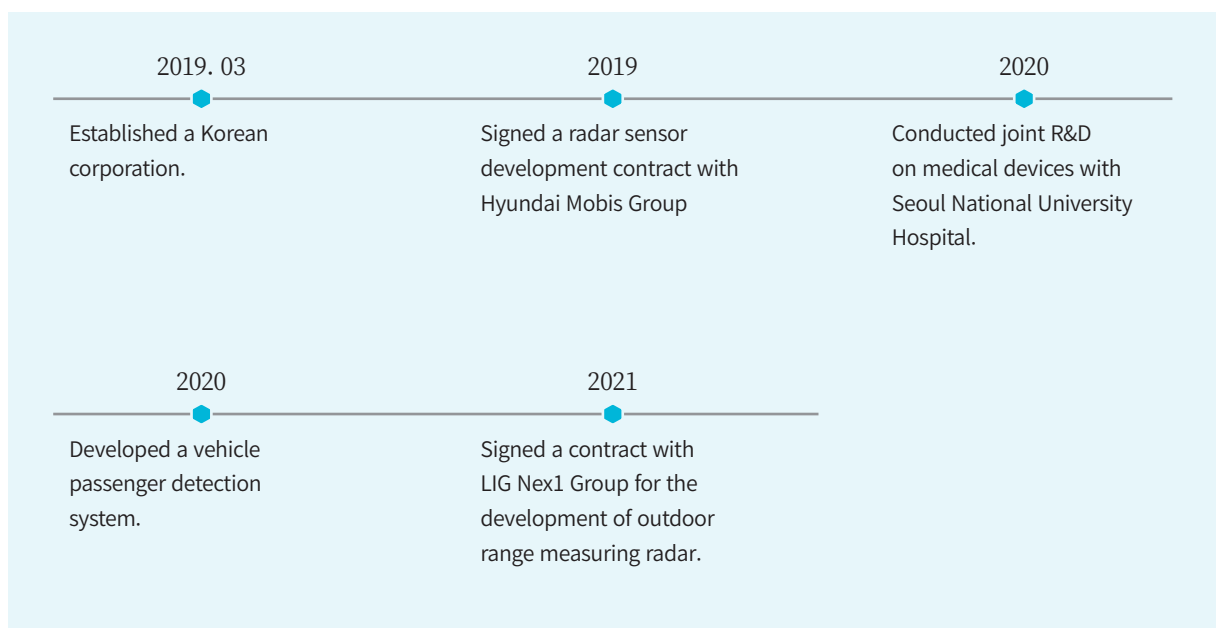 2019. 03
Established a Korean
corporation.
2019
Signed a radar sensor
development contract with
Hyundai Mobis Group
2020
Conducted joint R&D
on medical devices with
Seoul National University
Hospital.
2020
Developed a vehicle
passenger detection
system.
2021
Signed a contract with
LIG Nex1 Group for the
development of outdoor
range measuring radar.